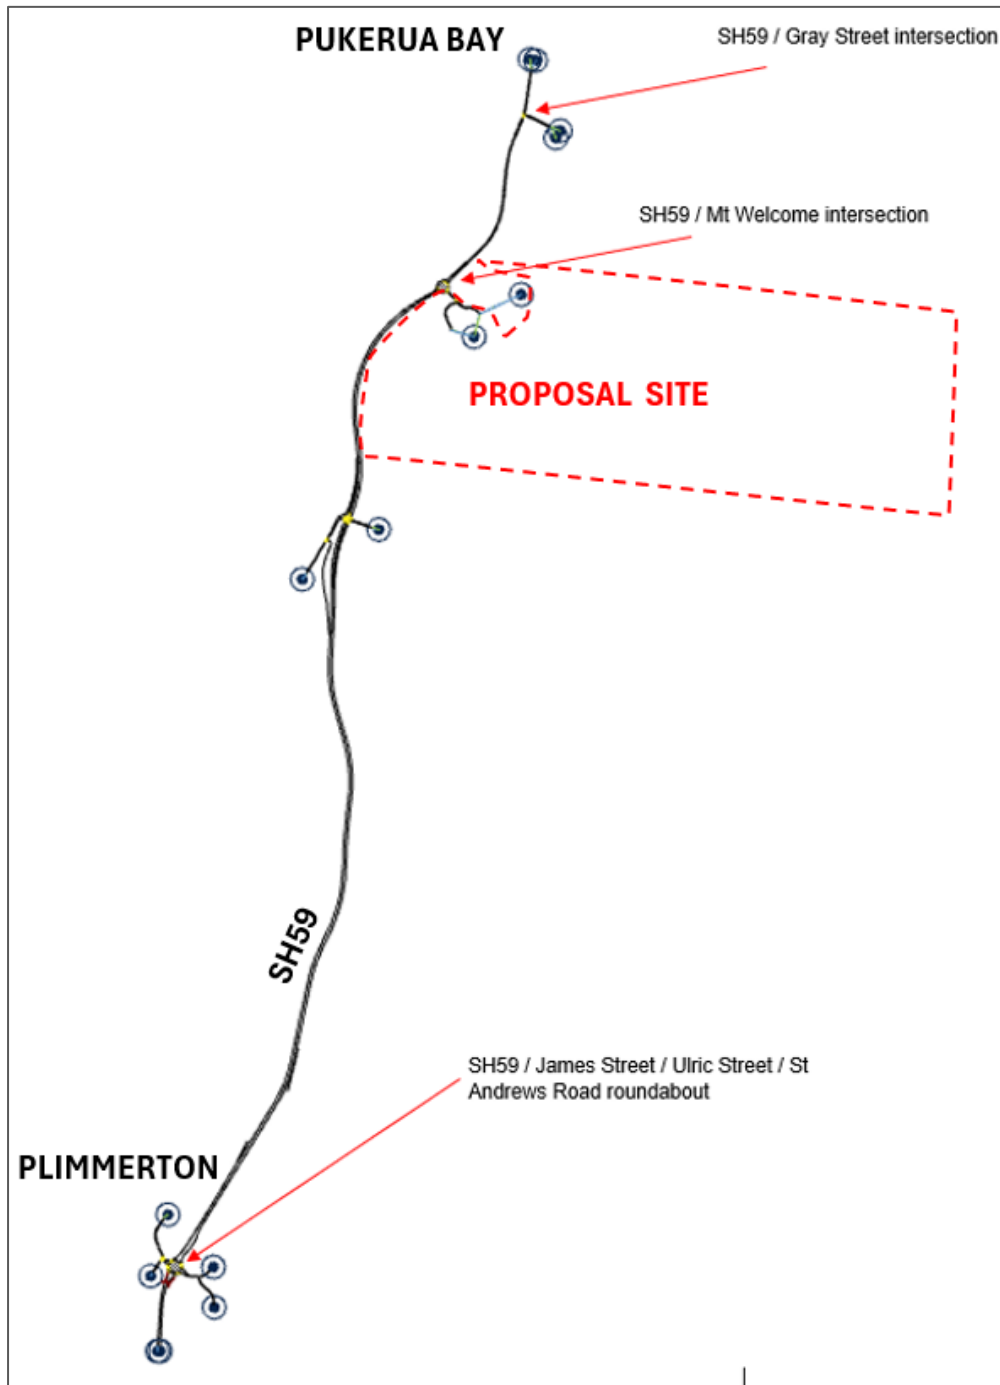 PUKERUA BAY
SH59 / Gray Street intersection
SH59 / Mt Welcome intersection
PROPOSAL SITE
SH59
SH59 / James Street / Ulric Street / St
Andrews Road roundabout
PLIMMERTON